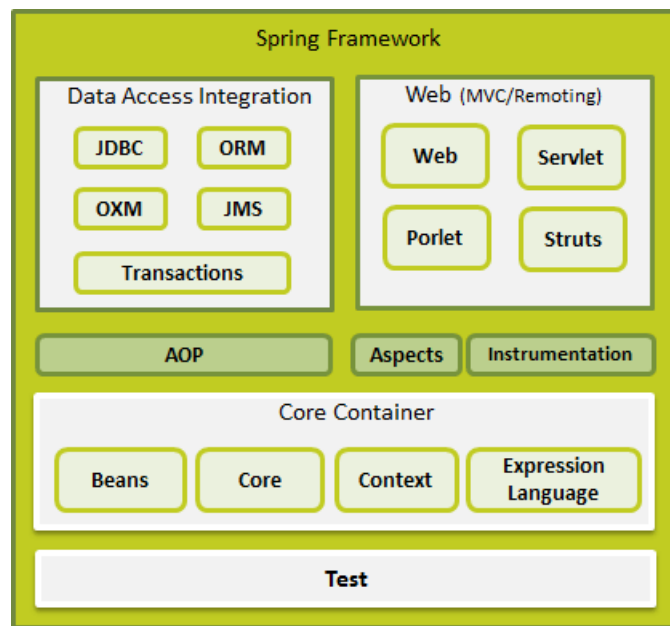 Spring Framework
Data Access Integration
JDBC
ORM
OXM
JMS
Transactions
Web (MVC/Remoting)
Web
Servlet
Porlet
Struts
AOP
Aspects
Instrumentation
Core Container
Beans
Core
Context
Expression
Language
Test